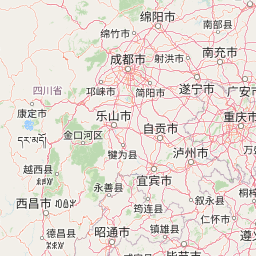 绵阳市
南部县
绵竹市
成都市
射洪市
南充市
四川省
邛崃市
简阳市
遂宁市
广安市
康定市
乐山市
重庆市
金口河区
自贡市
དར་མདོ།
犍为县
泸州市
越西县
宜宾市
永善县
西昌市
筠连县
叙永县
仁怀市
德昌县
昭通市
镇雄县